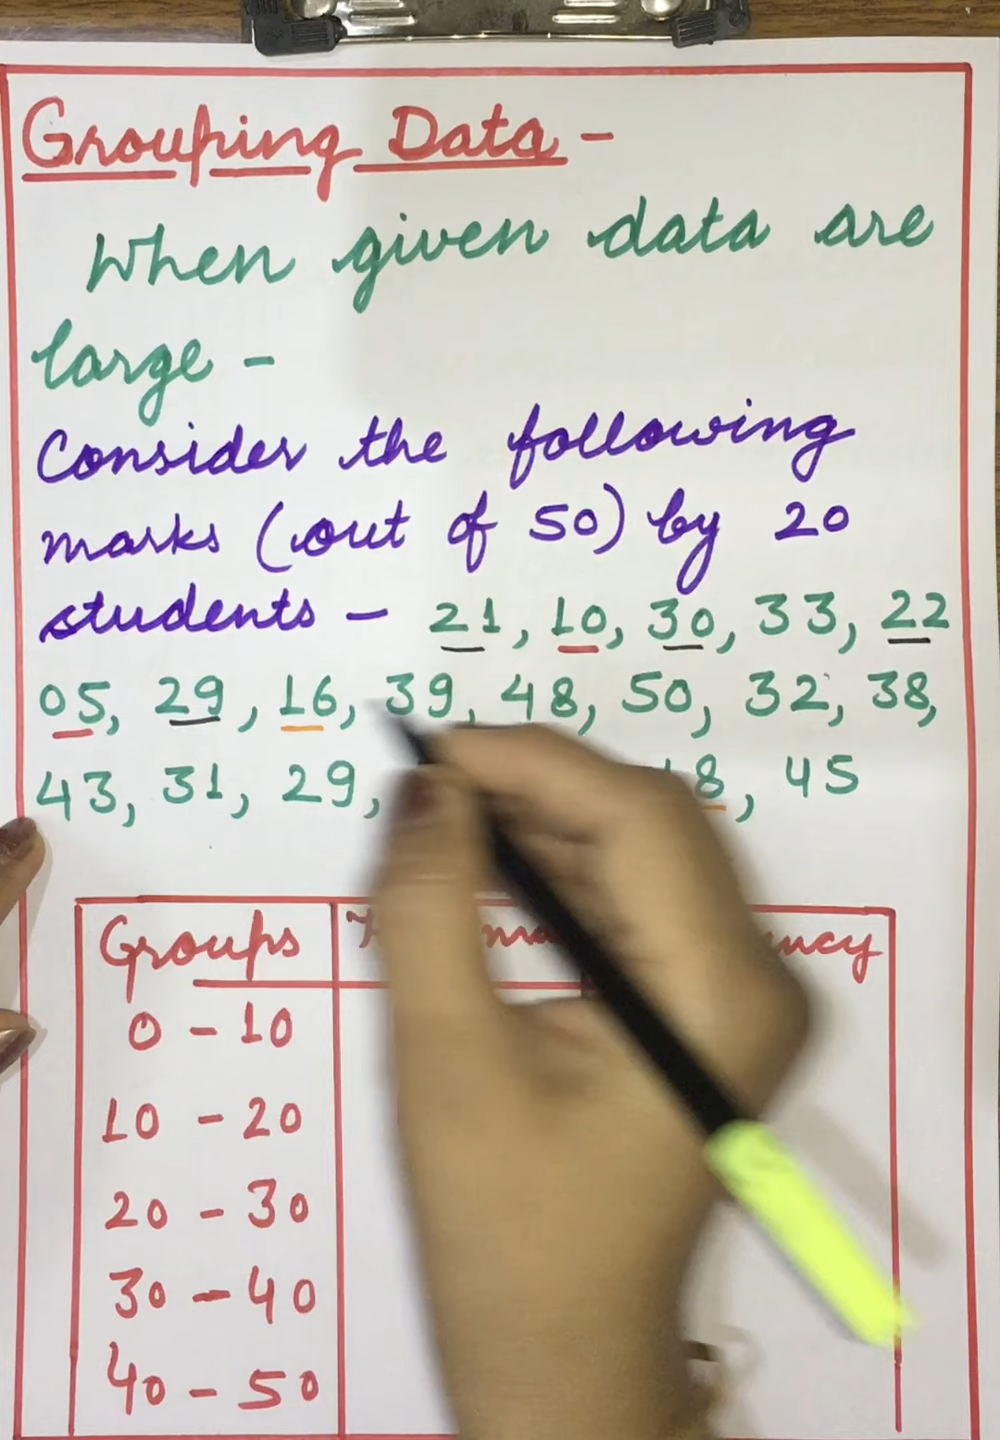 Grouping Data -
When given data are
large -
Consider the following
marks (out of 50) by 20
students - 21, 10, 30, 33, 22
05, 29, 16, 39, 48, 50, 32, 38,
43, 31, 29, 8, 45
Groups
0 - 10
10 - 20
20 - 30
30 - 40
40 - 50